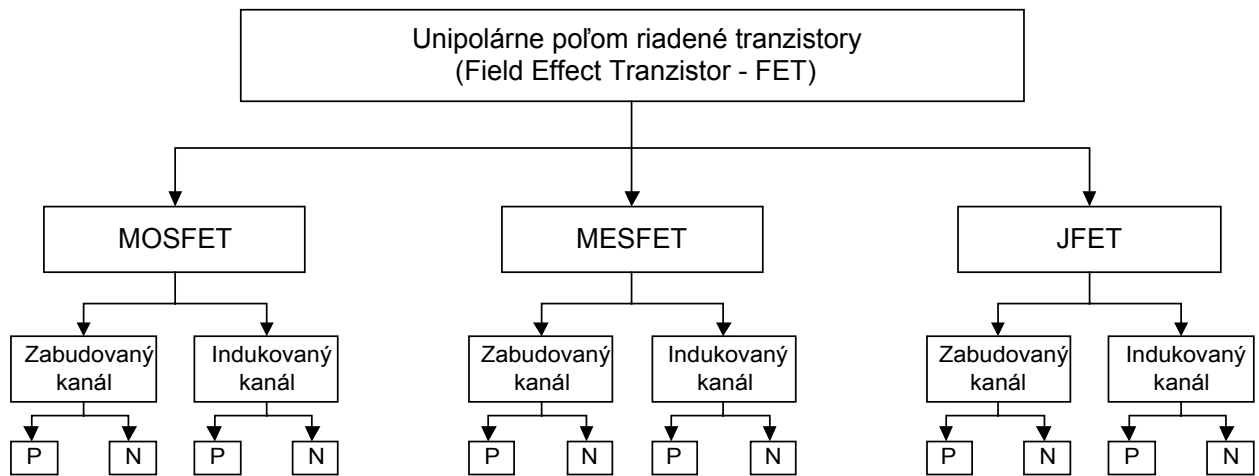 Unipolárne poľom riadené tranzistory
(Field Effect Tranzistor - FET)
MOSFET
MESFET
JFET
Zabudovaný
kanál
Indukovaný
kanál
Zabudovaný
kanál
Indukovaný
kanál
Zabudovaný
kanál
Indukovaný
kanál
P
N
P
N
P
N
P
N
P
N
P
N